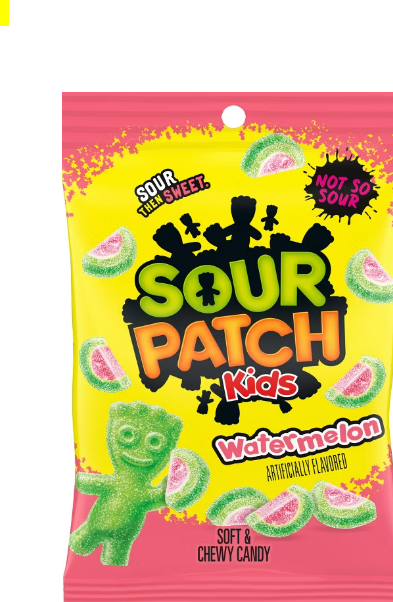 SOUR
THEN SWEET.
NOT SO
SOUR
SOUR
PATCH
Kids
Watermelon
ARTIFICIALLY FLAVORED
SOFT &
CHEWY CANDY